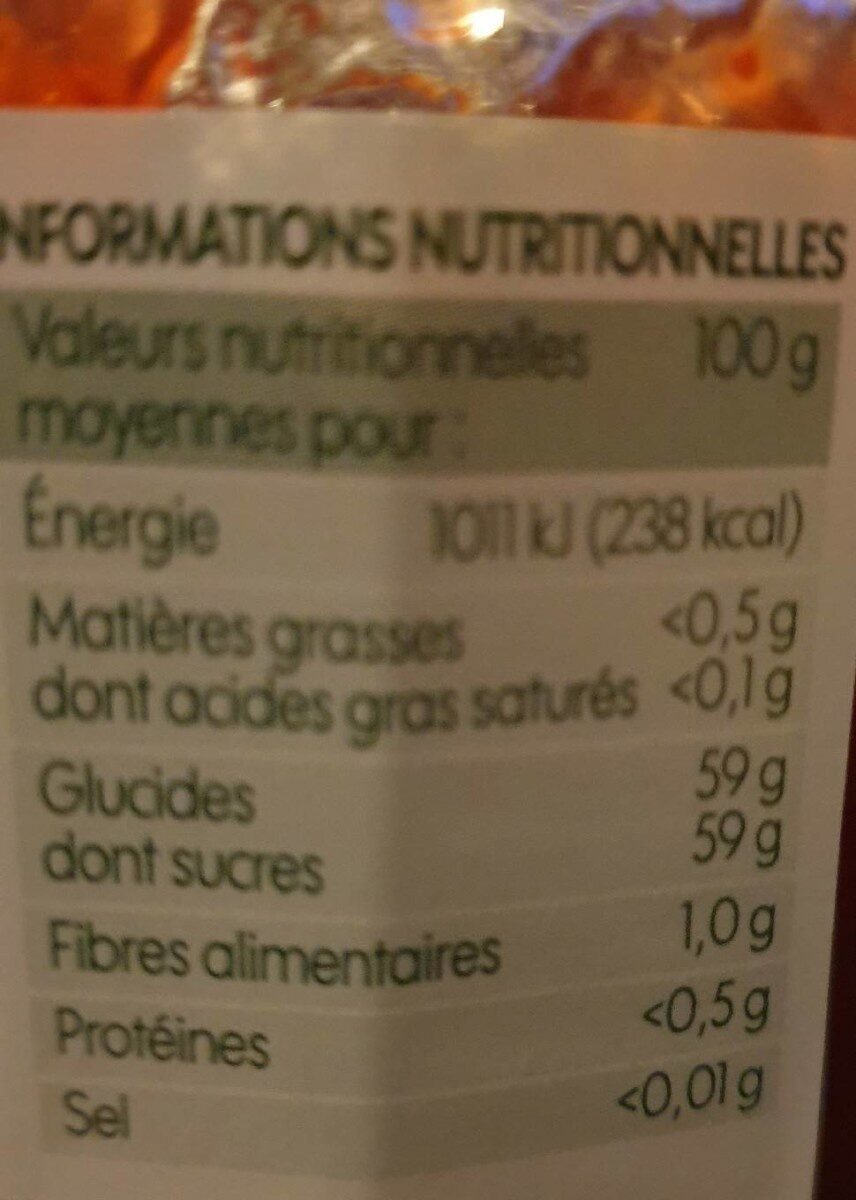 NFORMATIONS NUTRITIONNELLES
Valeurs nutritionnelles 100 g
moyennes pour :
Énergie 1011 kJ (238 kcal)
Matières grasses <0,5 g
dont acides gras saturés <0,1 g
Glucides 59 g
dont sucres 59 g
Fibres alimentaires 1,0 g
Protéines <0,5 g
Sel <0,01 g